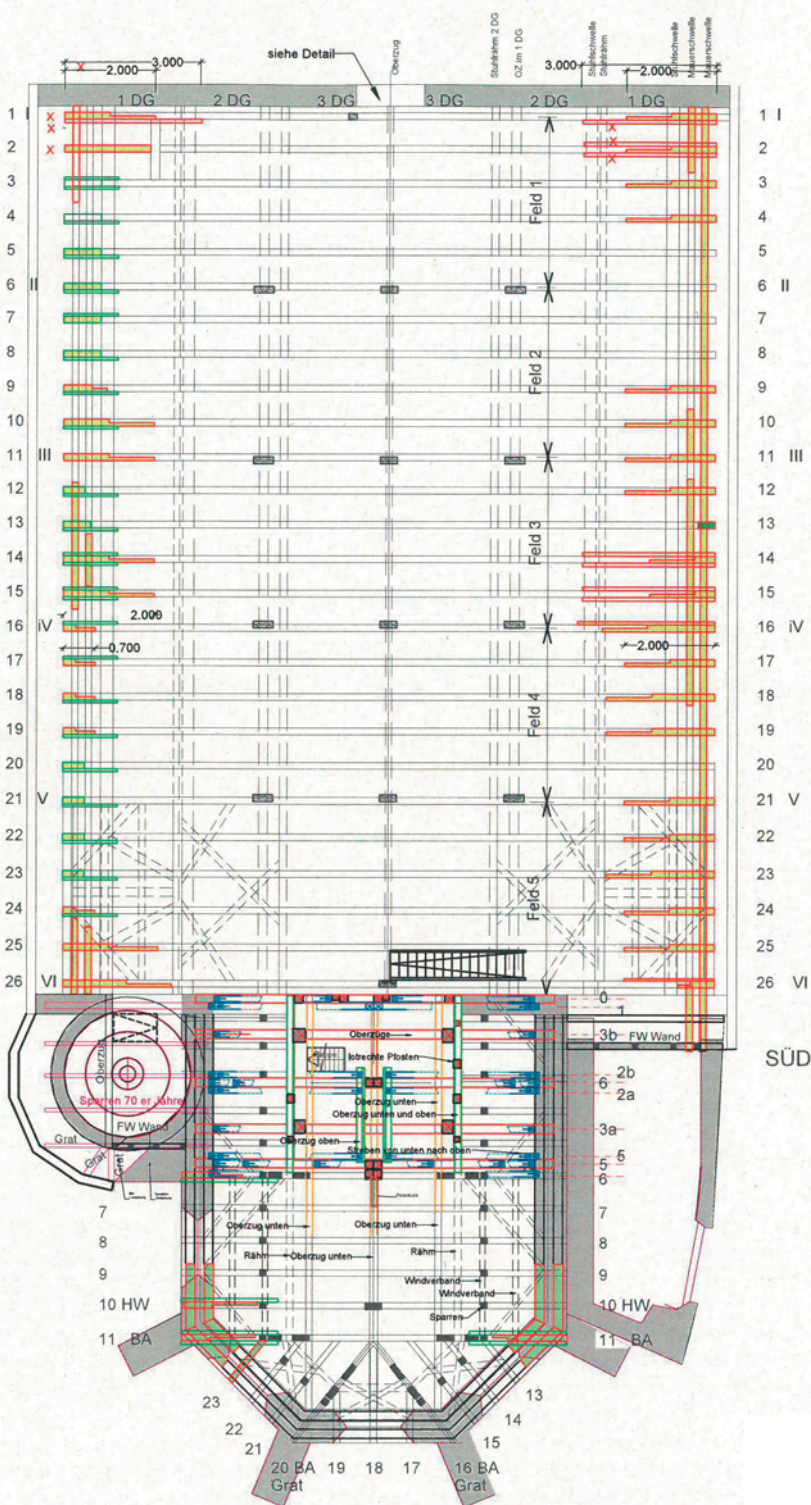 siehe Detail
Oberzug
Stuhlrähm 2 DG
OZ im 1 DG
Stuhlschwelle
Stuhlrähm
Stuhlschwelle
Mauerschwelle
Mauerschwelle
3.000
2.000
x
3.000
2.000
1 DG 2 DG 3 DG 3 DG 2 DG 1 DG
1 I x 1 I
x x
2 x x 2
x
3 3
Feld 1
4 4
5 5
6 II 6 II
7 7
8 8
Feld 2
9 9
10 10
11 III 11 III
12 12
13 13
Feld 3
14 14
15 15
2.000
16 iV 16 iV
0.700 2.000
17 17
18 18
Feld 4
19 19
20 20
21 V 21 V
22 22
23 23
Feld 5
24 24
25 25
26 VI 26 VI
0
1
Oberzüge
3b FW Wand
Oberzug
lotrechte Pfosten
SÜD
2b
6
2a
Oberzug unten
Sparren 70 er Jahre
Oberzug unten und oben
FW Wand
3a
Grat
Oberzug oben
Streben von unten nach oben
Grat
Grat
5
5
6
7 7
Oberzug unten
Oberzug unten
8 8
Rähm
Oberzug unten
Rähm
9 9
Windverband
Windverband
10 HW 10 HW
Sparren
11 BA 11 BA
23 13
22 14
21 15
20 BA 19 18 17 16 BA
Grat Grat